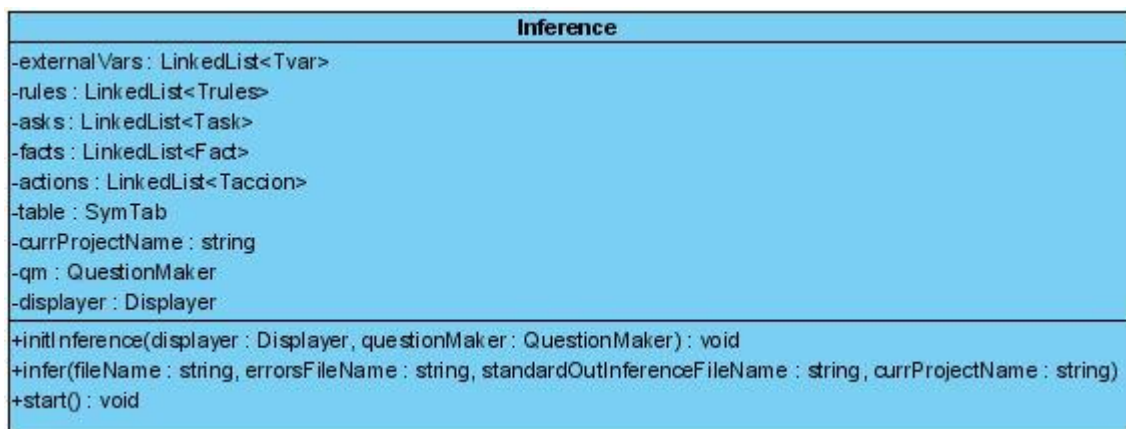 Inference
-externalVars : LinkedList<Tvar>
-rules : LinkedList<Trules>
-asks : LinkedList<Task>
-facts : LinkedList<Fact>
-actions : LinkedList<Taccion>
-table : SymTab
-currProjectName : string
-qm : QuestionMaker
-displayer : Displayer
+initInference(displayer : Displayer, questionMaker : QuestionMaker) : void
+infer(fileName : string, errorsFileName : string, standardOutInferenceFileName : string, currProjectName : string)
+start() : void